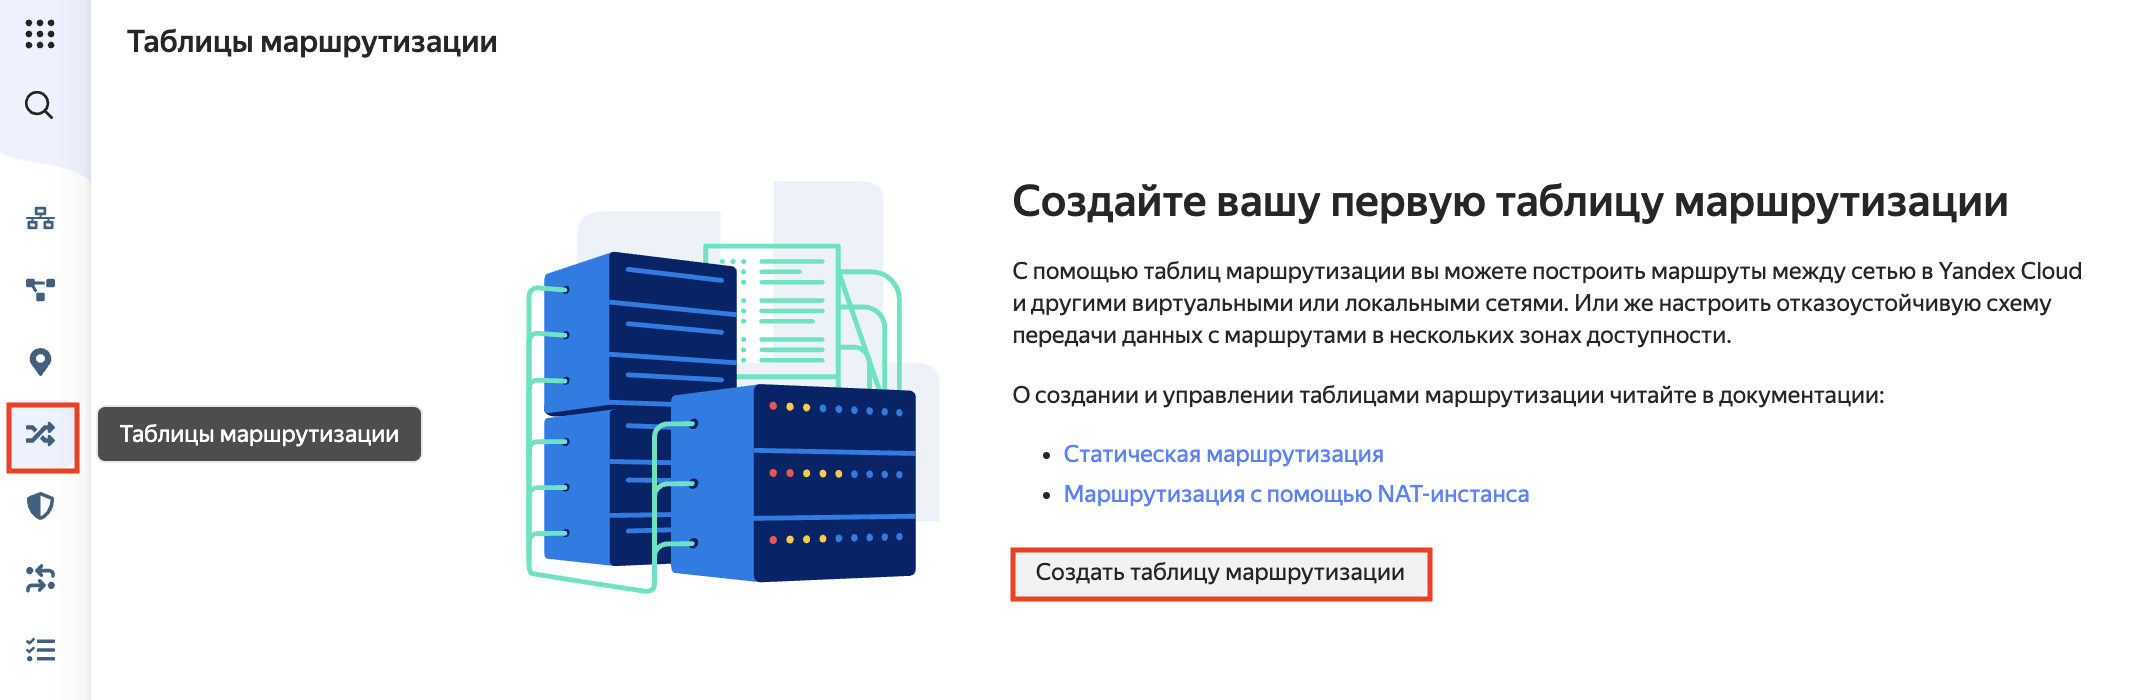 Таблицы маршрутизации
Таблицы маршрутизации
Создайте вашу первую таблицу маршрутизации
С помощью таблиц маршрутизации вы можете построить маршруты между сетью в Yandex Cloud
и другими виртуальными или локальными сетями. Или же настроить отказоустойчивую схему
передачи данных с маршрутами в нескольких зонах доступности.
О создании и управлении таблицами маршрутизации читайте в документации:
• Статическая маршрутизация
• Маршрутизация с помощью NAT-инстанса
Создать таблицу маршрутизации